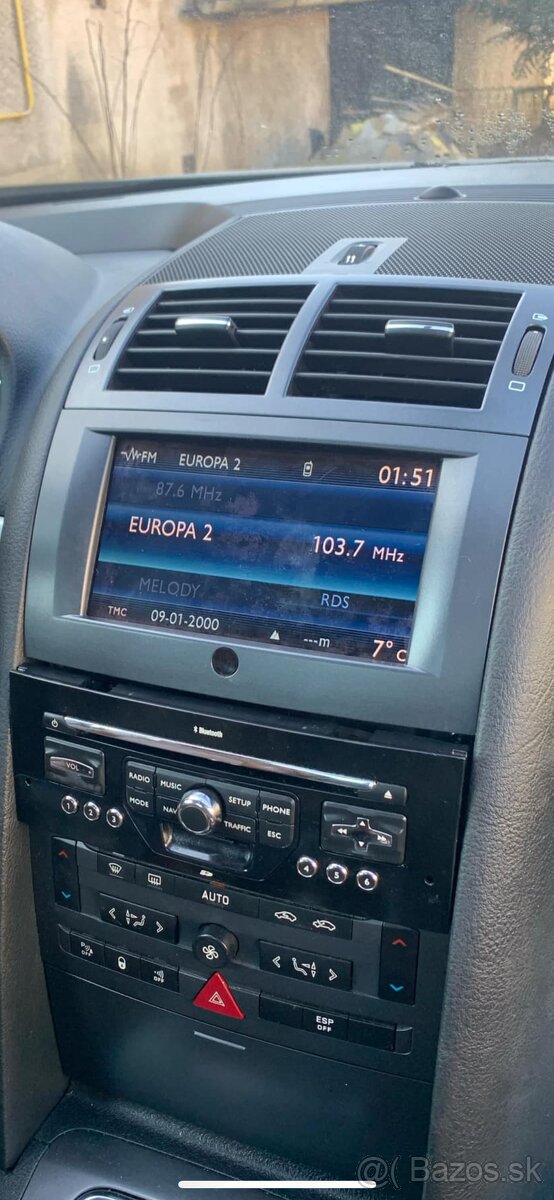 FM EUROPA 2 01:51
87.6 MHz
EUROPA 2 103.7 MHz
MELODY RDS
TMC 09-01-2000 ---m 7° C
Bluetooth
VOL RADIO MUSIC SETUP PHONE
MODE NAV TRAFFIC ESC
1 2 3 4 5 6
AUTO
OFF OFF ESP OFF
@( Bazos.sk